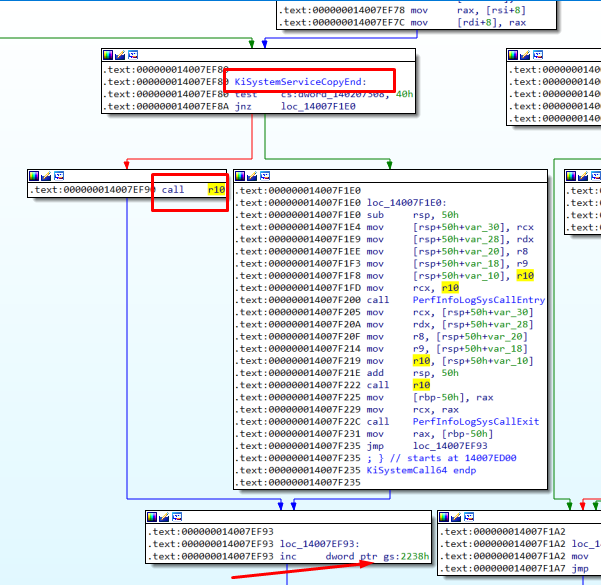 .text:000000014007EF78 mov rax, [rsi+8]
.text:000000014007EF7C mov [rdi+8], rax
.text:000000014007EF80
.text:000000014007EF80 KiSystemServiceCopyEnd:
.text:000000014007EF80 test cs:dword_140207308, 40h
.text:000000014007EF8A jnz loc_14007F1E0
.text:0000000140
.text:0000000140
.text:0000000140
.text:0000000140
.text:000000014007EF90 call r10
.text:000000014007F1E0
.text:000000014007F1E0 loc_14007F1E0:
.text:000000014007F1E0 sub rsp, 50h
.text:000000014007F1E4 mov [rsp+50h+var_30], rcx
.text:000000014007F1E9 mov [rsp+50h+var_28], rdx
.text:000000014007F1EE mov [rsp+50h+var_20], r8
.text:000000014007F1F3 mov [rsp+50h+var_18], r9
.text:000000014007F1F8 mov [rsp+50h+var_10], r10
.text:000000014007F1FD mov rcx, r10
.text:000000014007F200 call PerfInfoLogSysCallEntry
.text:000000014007F205 mov rcx, [rsp+50h+var_30]
.text:000000014007F20A mov rdx, [rsp+50h+var_28]
.text:000000014007F20F mov r8, [rsp+50h+var_20]
.text:000000014007F214 mov r9, [rsp+50h+var_18]
.text:000000014007F219 mov r10, [rsp+50h+var_10]
.text:000000014007F21E add rsp, 50h
.text:000000014007F222 call r10
.text:000000014007F225 mov [rbp-50h], rax
.text:000000014007F229 mov rcx, rax
.text:000000014007F22C call PerfInfoLogSysCallExit
.text:000000014007F231 mov rax, [rbp-50h]
.text:000000014007F235 jmp loc_14007EF93
.text:000000014007F235 ; } // starts at 14007ED00
.text:000000014007F235 KiSystemCall64 endp
.text:000000014007F235
.text:000000014007EF93
.text:000000014007EF93 loc_14007EF93:
.text:000000014007EF93 inc dword ptr gs:2238h
.text:000000014007F1A2
.text:000000014007F1A2 loc_1
.text:000000014007F1A2 mov
.text:000000014007F1A7 jmp